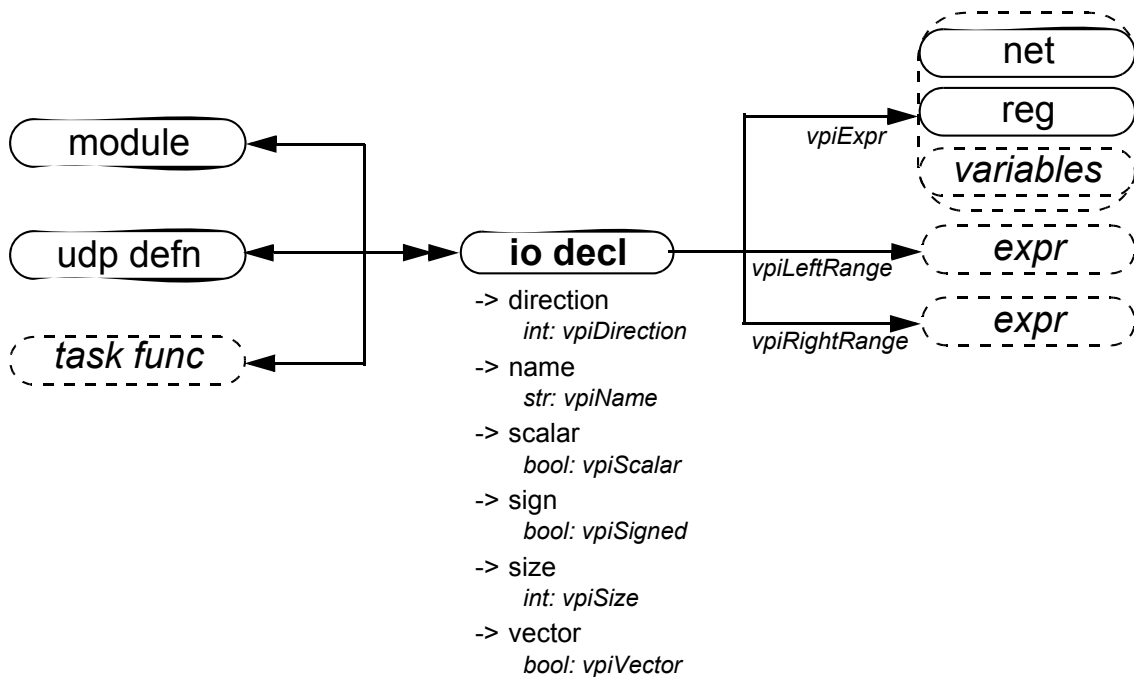 net
reg
variables
vpiExpr
module
udp defn
task func
io decl
-> direction
int: vpiDirection
-> name
str: vpiName
-> scalar
bool: vpiScalar
-> sign
bool: vpiSigned
-> size
int: vpiSize
-> vector
bool: vpiVector
vpiLeftRange
expr
vpiRightRange
expr